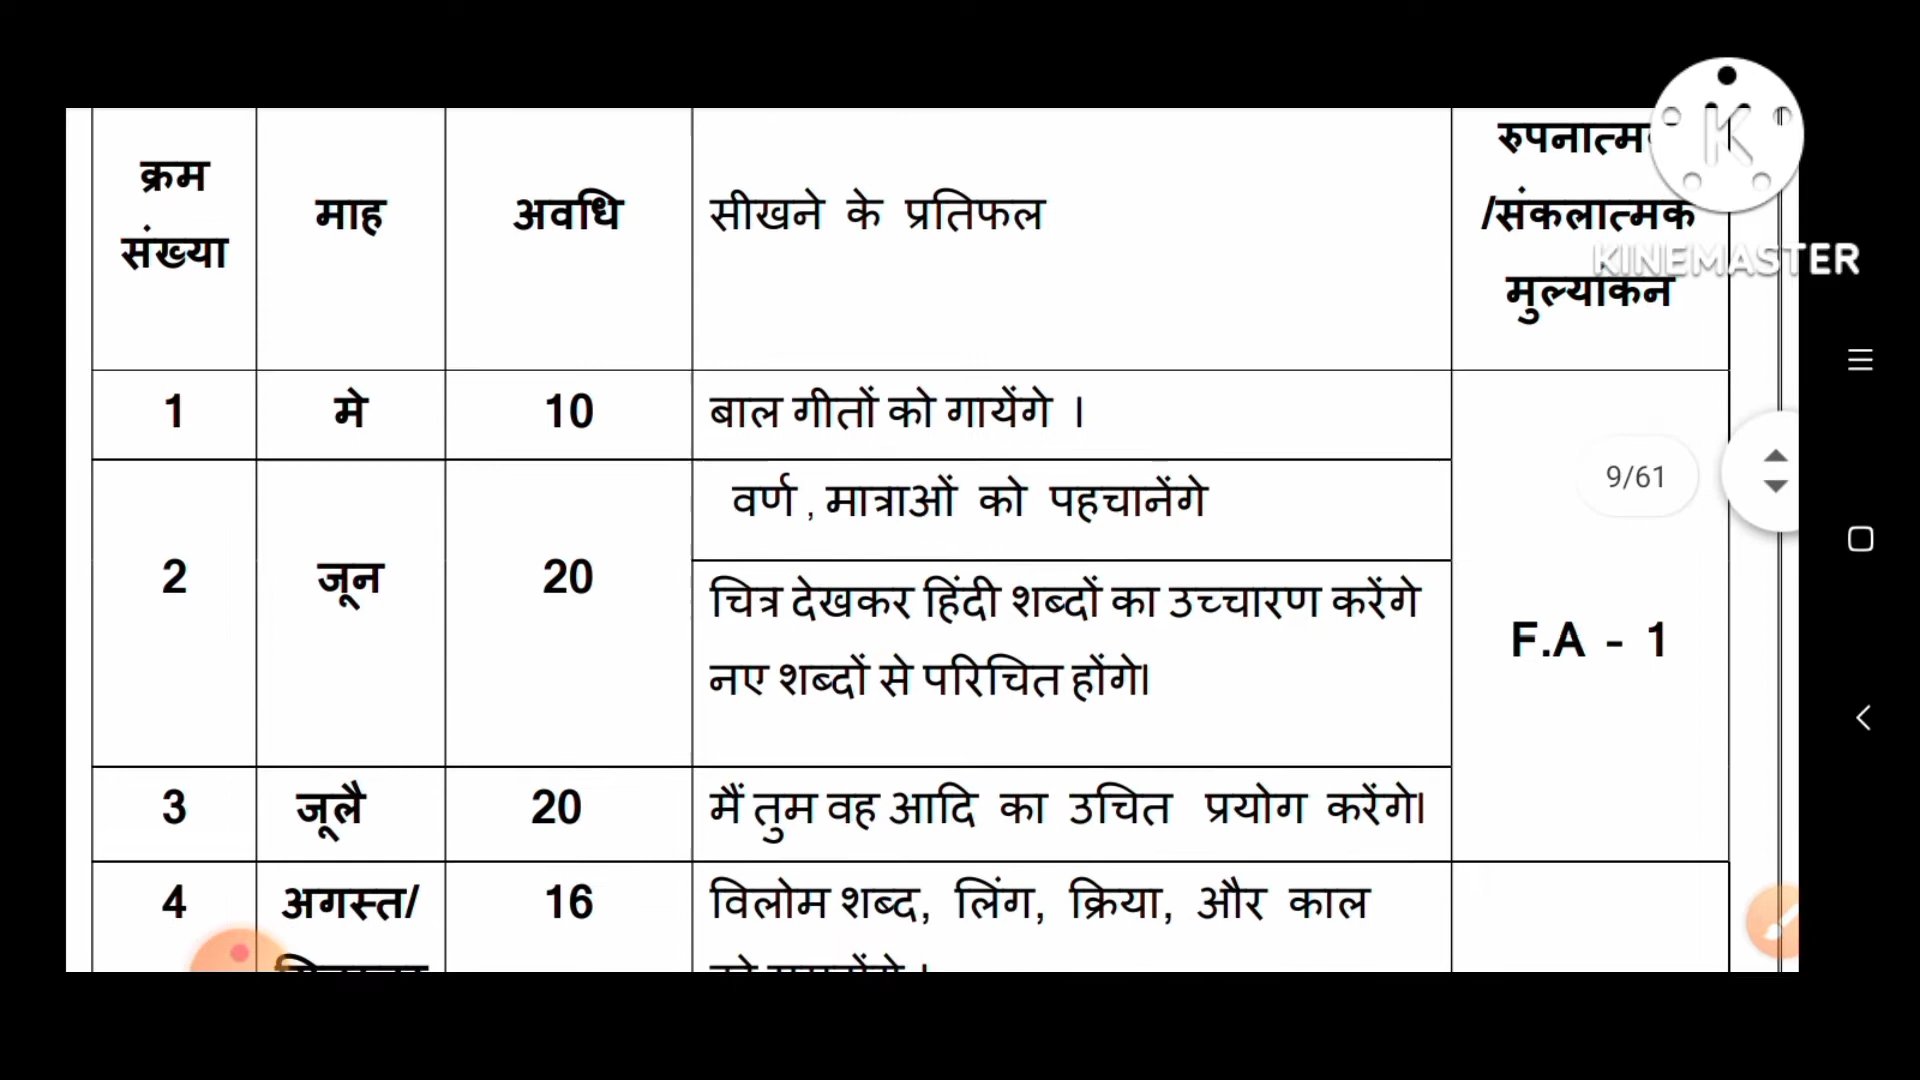 क्रम
संख्या
माह
अवधि
सीखने के प्रतिफल
/संकलात्मक
मुल्यांकन
KINEMASTER
1
मे
10
बाल गीतों को गायेंगे ।
F.A - 1
9/61
2
जून
20
वर्ण , मात्राओं को पहचानेंगे
चित्र देखकर हिंदी शब्दों का उच्चारण करेंगे
नए शब्दों से परिचित होंगे।
3
जूलै
20
मैं तुम वह आदि का उचित प्रयोग करेंगे।
4
अगस्त/
16
विलोम शब्द, लिंग, क्रिया, और काल